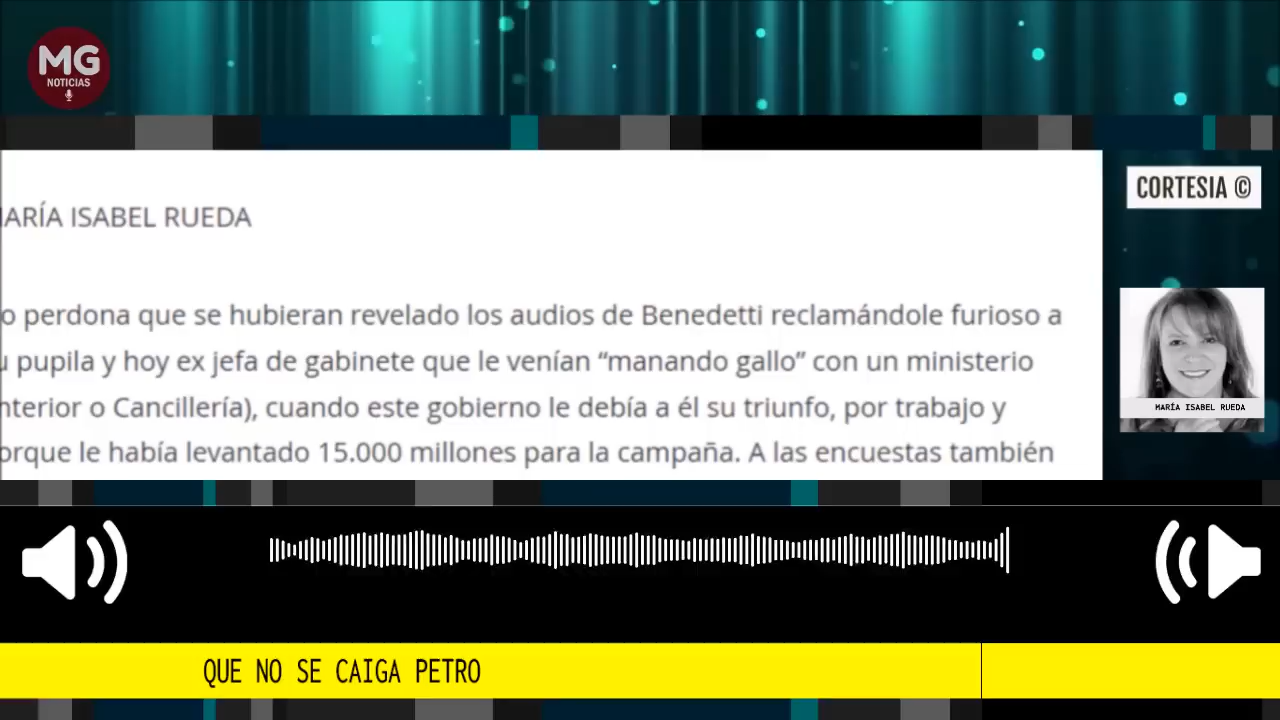 MG
NOTICIAS
CORTESIA ©
ARÍA ISABEL RUEDA
o perdona que se hubieran revelado los audios de Benedetti reclamándole furioso a
pupila y hoy ex jefa de gabinete que le venían “manando gallo” con un ministerio
nterior o Cancillería), cuando este gobierno le debía a él su triunfo, por trabajo y
orque le había levantado 15.000 millones para la campaña. A las encuestas también
MARÍA ISABEL RUEDA
QUE NO SE CAIGA PETRO